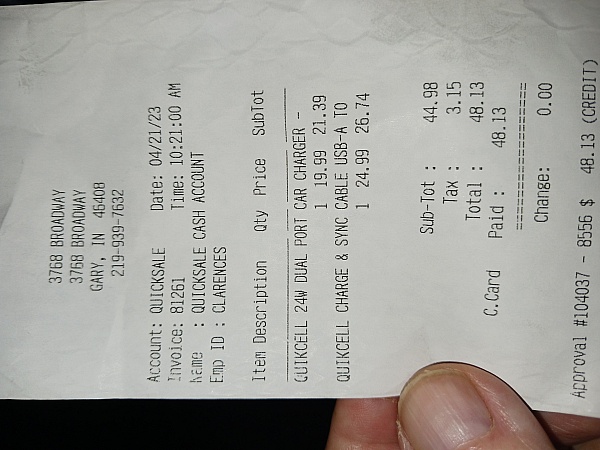 3768 BROADWAY
3768 BROADWAY
GARY, IN 46408
219-939-7632
Account: QUICKSALE Date: 04/21/23
Invoice: 81261 Time: 10:21:00 AM
Name : QUICKSALE CASH ACCOUNT
Emp ID : CLARENCES
Item Description Qty Price SubTot
QUIKCELL 24W DUAL PORT CAR CHARGER -
1 19.99 21.39
QUIKCELL CHARGE & SYNC CABLE USB-A TO
1 24.99 26.74
Sub-Tot : 44.98
Tax : 3.15
Total : 48.13
C.Card Paid : 48.13
====================
Change: 0.00
Approval #104037 - 8556 $ 48.13 (CREDIT)